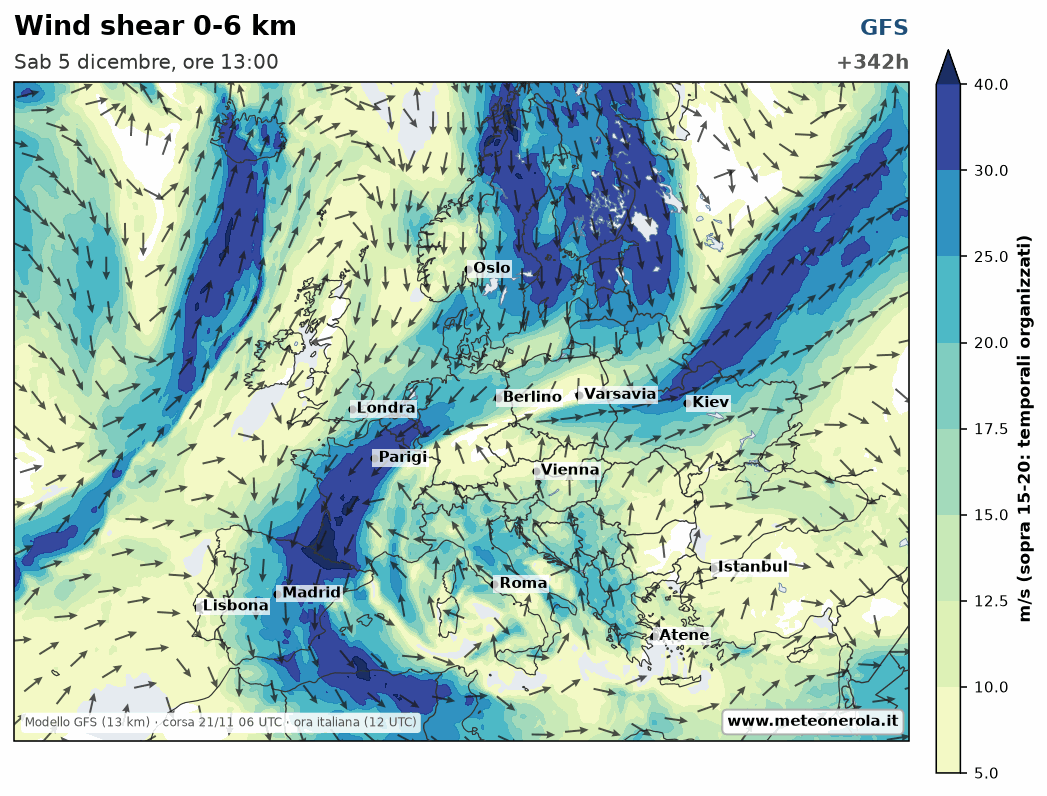 Wind shear 0-6 km
GFS
Sab 5 dicembre, ore 13:00
+342h
Oslo
Londra
Berlino
Varsavia
Kiev
Parigi
Vienna
Madrid
Lisbona
Roma
Istanbul
Atene
Modello GFS (13 km) · corsa 21/11 06 UTC · ora italiana (12 UTC)
www.meteonerola.it
40.0
30.0
25.0
20.0
17.5
15.0
12.5
10.0
5.0
m/s (sopra 15-20: temporali organizzati)